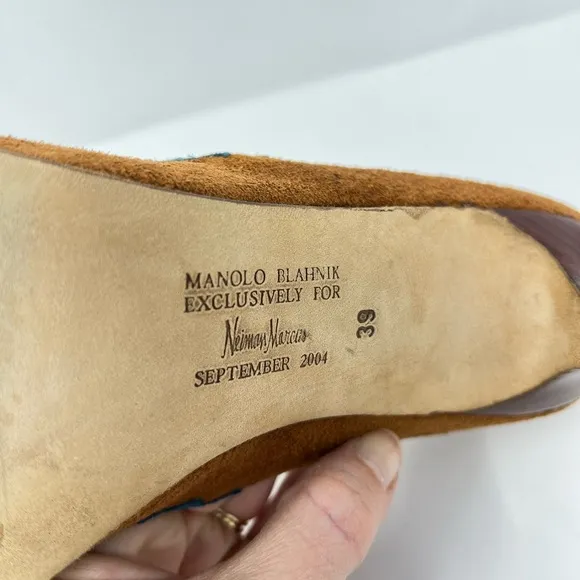 MANOLO BLAHNIK
EXCLUSIVELY FOR
Neiman Marcus
SEPTEMBER 2004
39